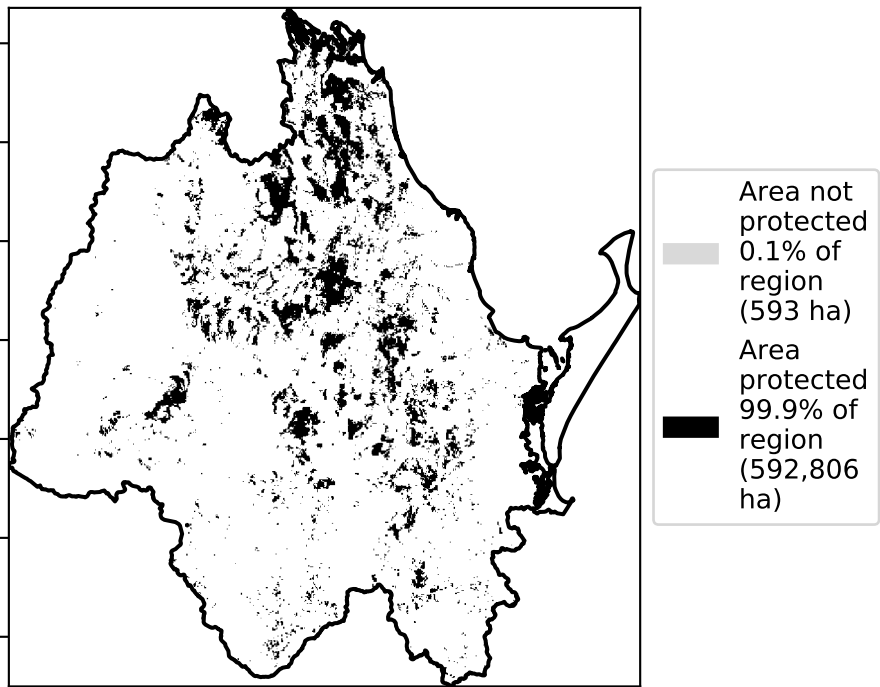 Area not
protected
0.1% of
region
(593 ha)
Area
protected
99.9% of
region
(592,806
ha)